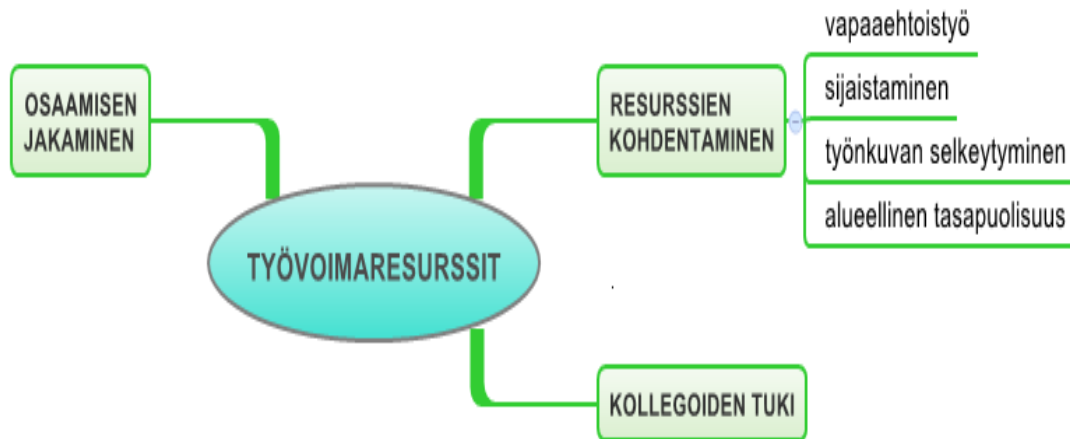 OSAAMISEN
JAKAMINEN
TYÖVOIMARESURSSIT
RESURSSIEN
KOHDENTAMINEN
vapaaehtoistyö
sijaistaminen
työnkuvan selkeytyminen
alueellinen tasapuolisuus
KOLLEGOIDEN TUKI